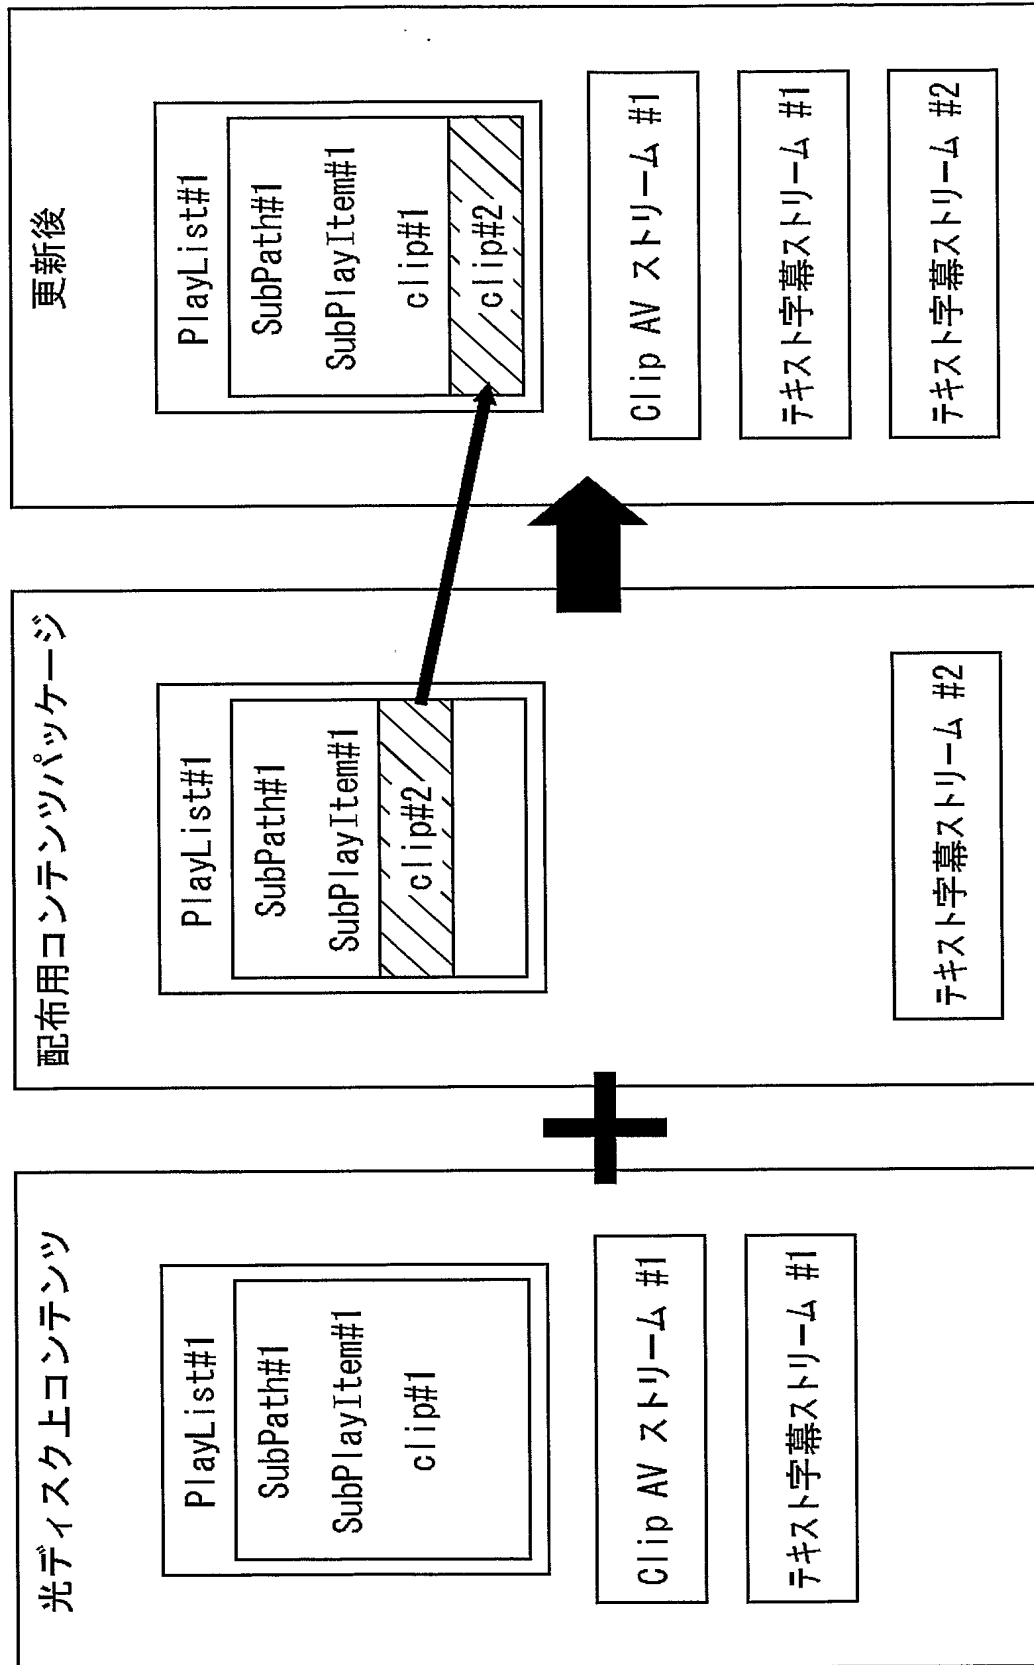 光ディスク上コンテンツ
PlayList#1
SubPath#1
SubPlayItem#1
clip#1
Clip AV ストリーム #1
テキスト字幕ストリーム #1
配布用コンテンツパッケージ
PlayList#1
SubPath#1
SubPlayItem#1
clip#2
テキスト字幕ストリーム #2
更新後
PlayList#1
SubPath#1
SubPlayItem#1
clip#1
clip#2
Clip AV ストリーム #1
テキスト字幕ストリーム #1
テキスト字幕ストリーム #2